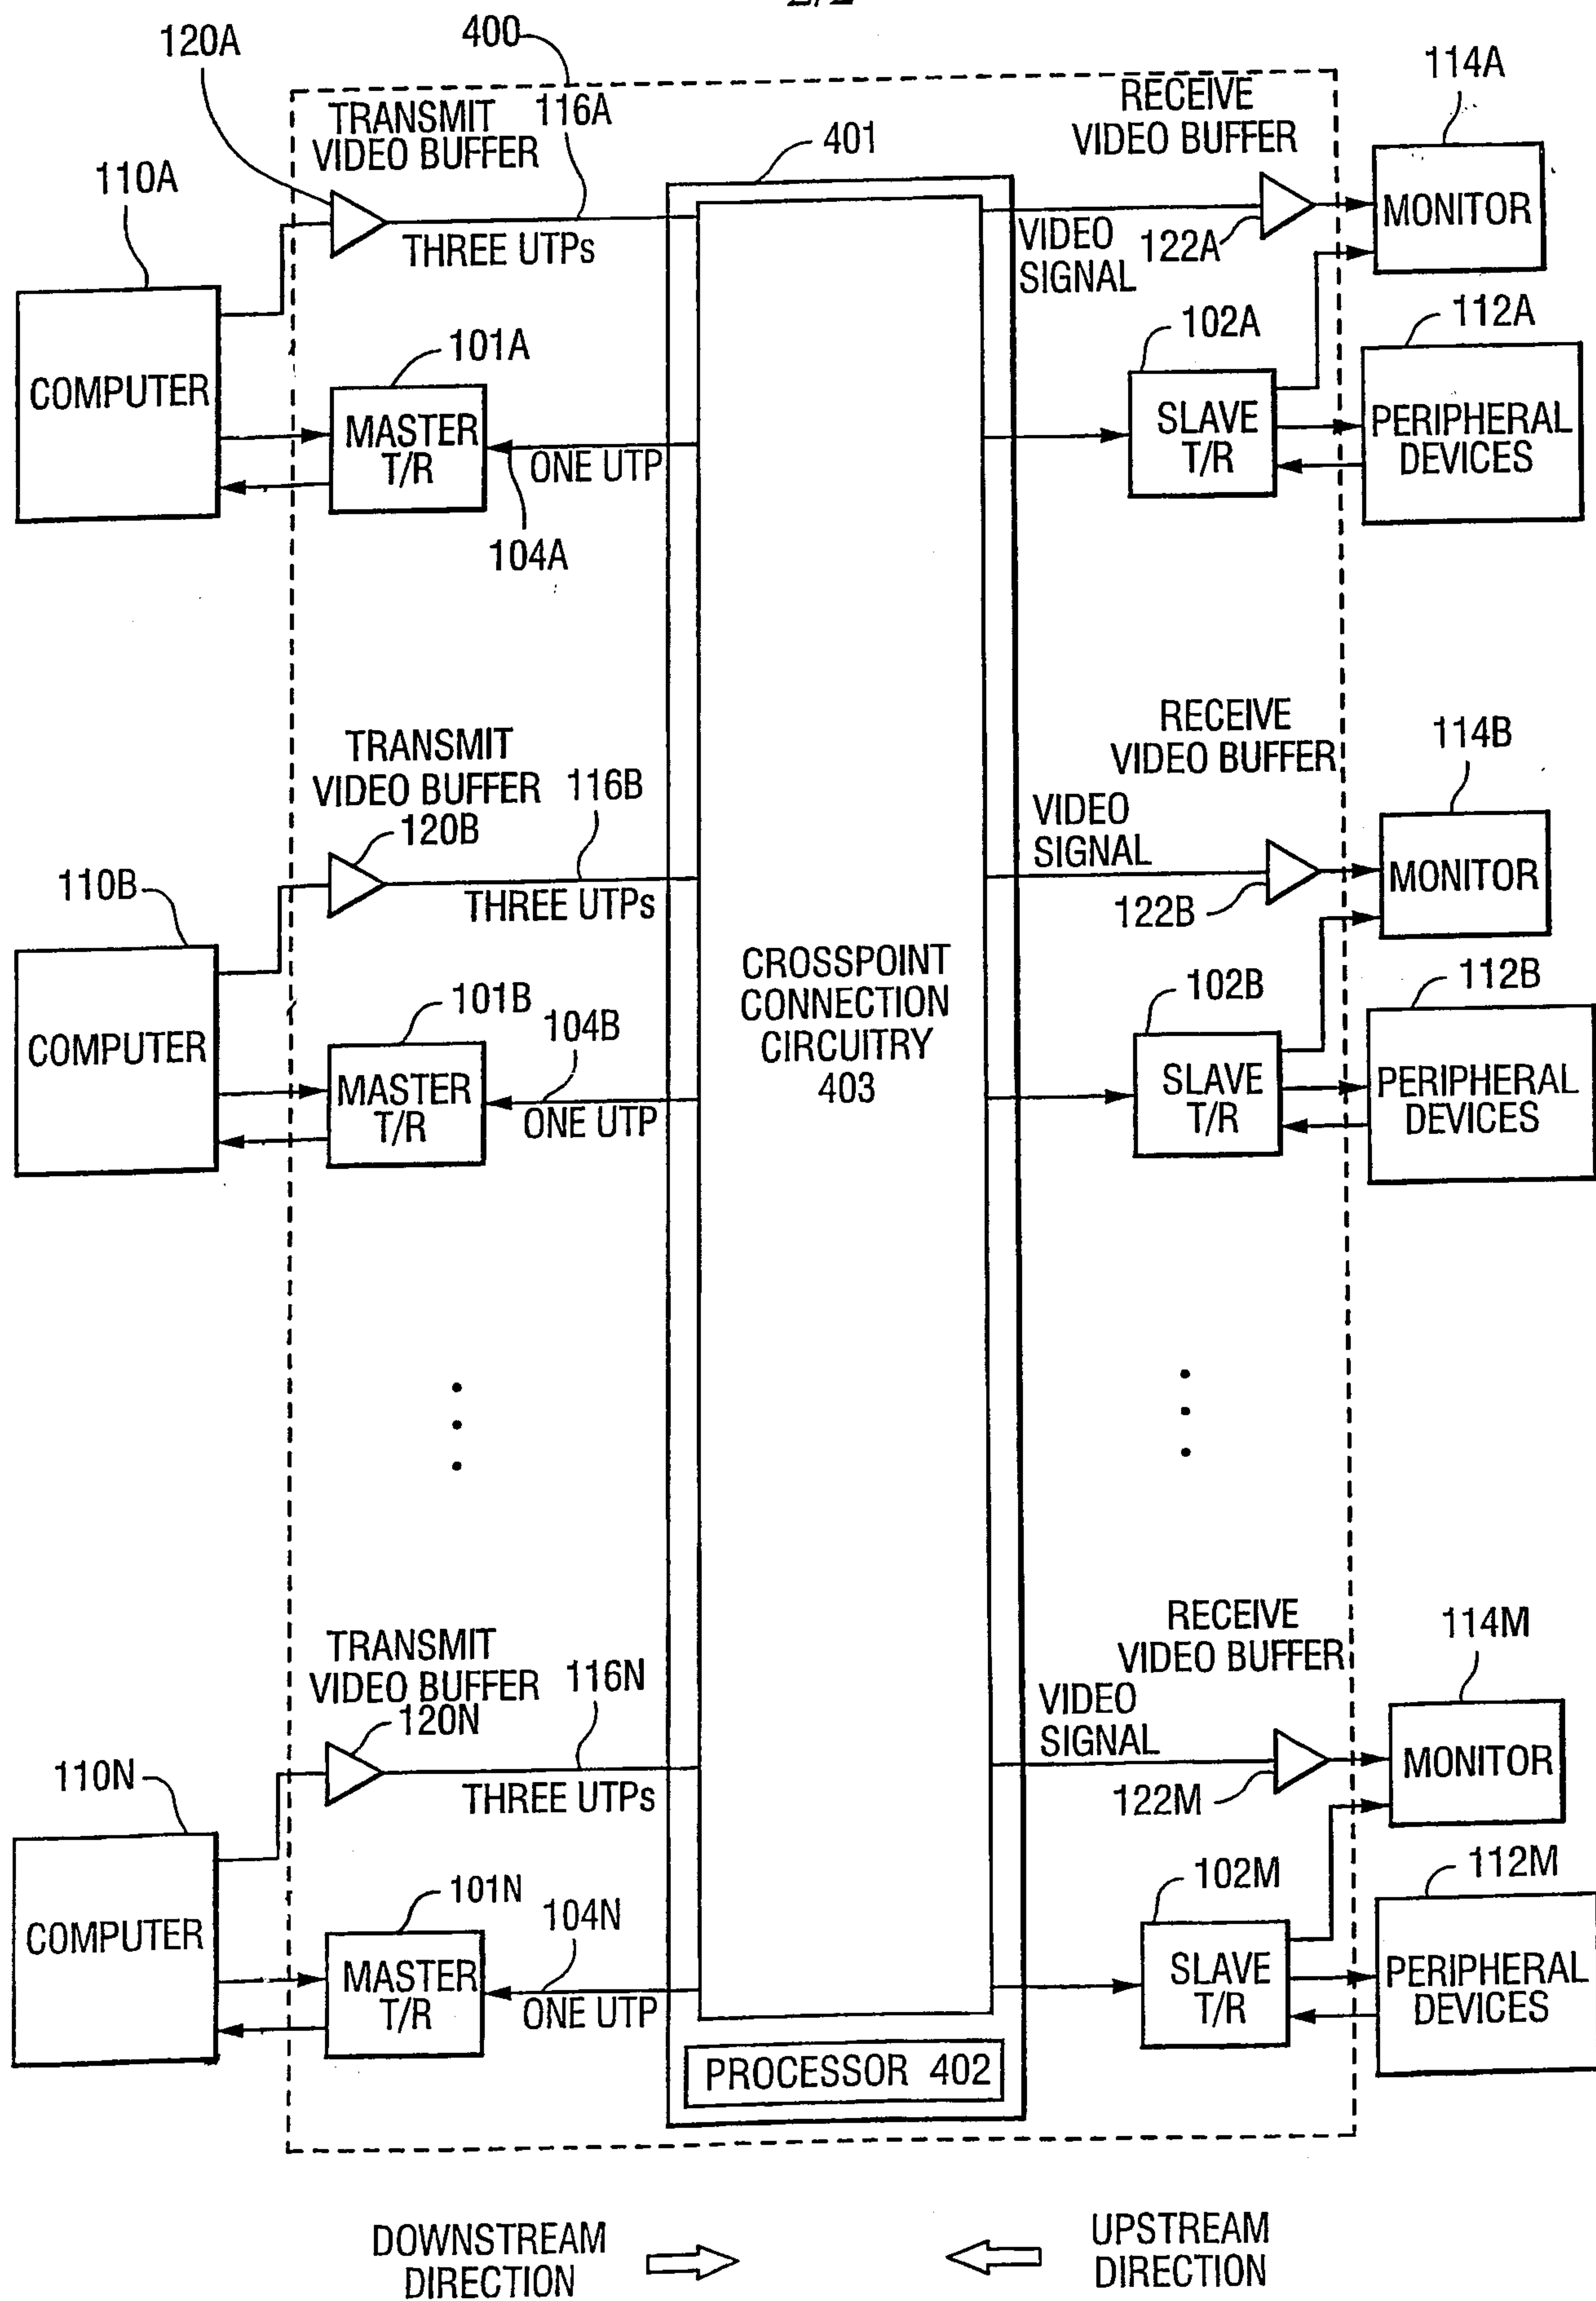 2/2
120A
400
114A
TRANSMIT
VIDEO BUFFER
116A
RECEIVE
VIDEO BUFFER
401
110A
MONITOR
THREE UTPs
VIDEO
SIGNAL
122A
101A
102A
112A
COMPUTER
MASTER
T/R
ONE UTP
SLAVE
T/R
PERIPHERAL
DEVICES
104A
TRANSMIT
VIDEO BUFFER
116B
RECEIVE
VIDEO BUFFER
114B
120B
VIDEO
SIGNAL
110B
THREE UTPs
122B
MONITOR
CROSSPOINT
CONNECTION
CIRCUITRY
403
101B
104B
102B
112B
COMPUTER
MASTER
T/R
ONE UTP
SLAVE
T/R
PERIPHERAL
DEVICES
TRANSMIT
VIDEO BUFFER
116N
RECEIVE
VIDEO BUFFER
114M
120N
VIDEO
SIGNAL
110N
THREE UTPs
122M
MONITOR
101N
104N
102M
112M
COMPUTER
MASTER
T/R
ONE UTP
SLAVE
T/R
PERIPHERAL
DEVICES
PROCESSOR 402
DOWNSTREAM
DIRECTION
UPSTREAM
DIRECTION